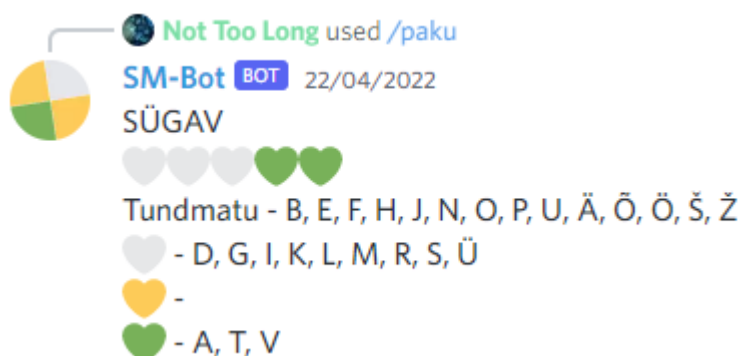 Not Too Long used /paku
SM-Bot BOT 22/04/2022
SÜGAV
Tundmatu - B, E, F, H, J, N, O, P, U, Ä, Õ, Ö, Š, Ž
- D, G, I, K, L, M, R, S, Ü
-
- A, T, V